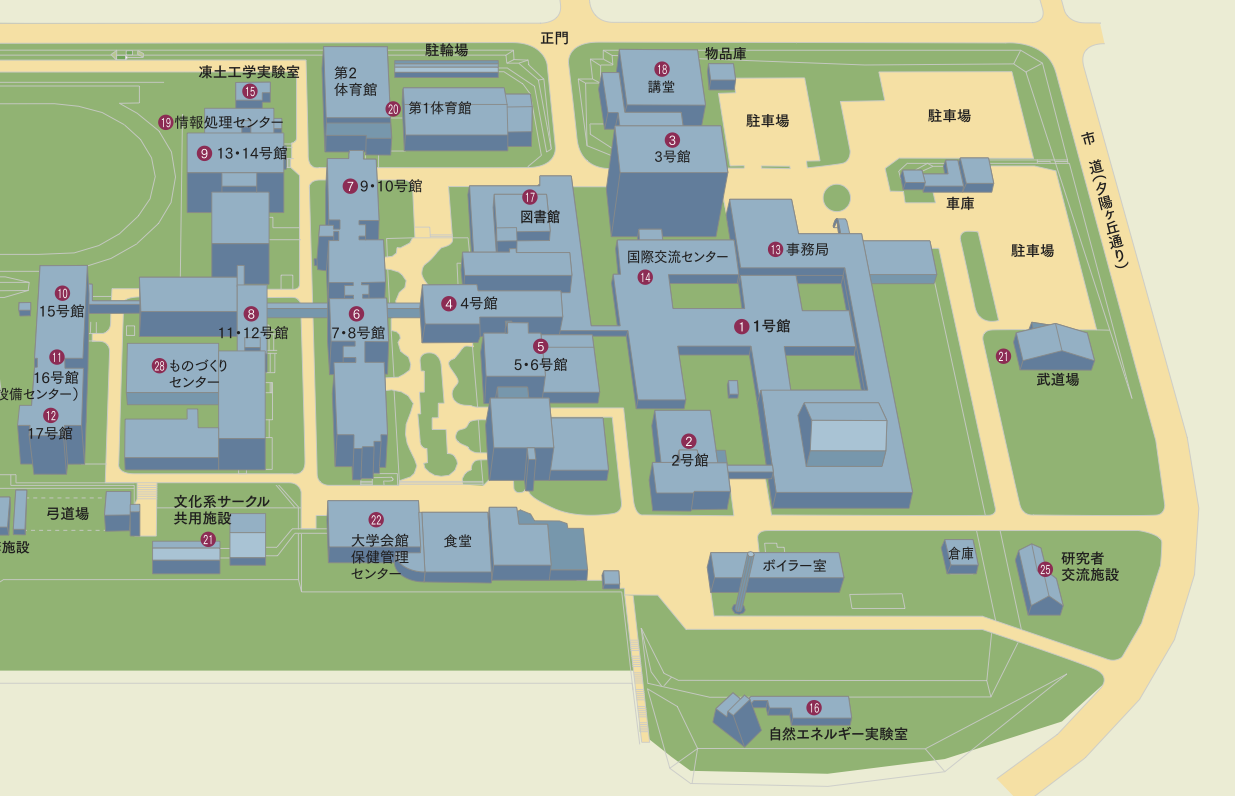 正門
駐輪場
物品庫
凍土工学実験室
⑮
第2
体育館
⑳
第1体育館
⑱
講堂
駐車場
駐車場
市道(夕陽ヶ丘通り)
⑲情報処理センター
⑨ 13・14号館
③
3号館
⑦ 9・10号館
⑰
図書館
車庫
国際交流センター
⑭
⑬ 事務局
駐車場
⑩
15号館
⑧
11・12号館
⑥
7・8号館
④ 4号館
① 1号館
⑤
5・6号館
⑪
16号館
設備センター)
㉘ものづくり
センター
㉑
武道場
⑫
17号館
②
2号館
弓道場
文化系サークル
共用施設
㉑
施設
㉒
大学会館
保健管理
センター
食堂
ボイラー室
倉庫
㉕
研究者
交流施設
⑯
自然エネルギー実験室